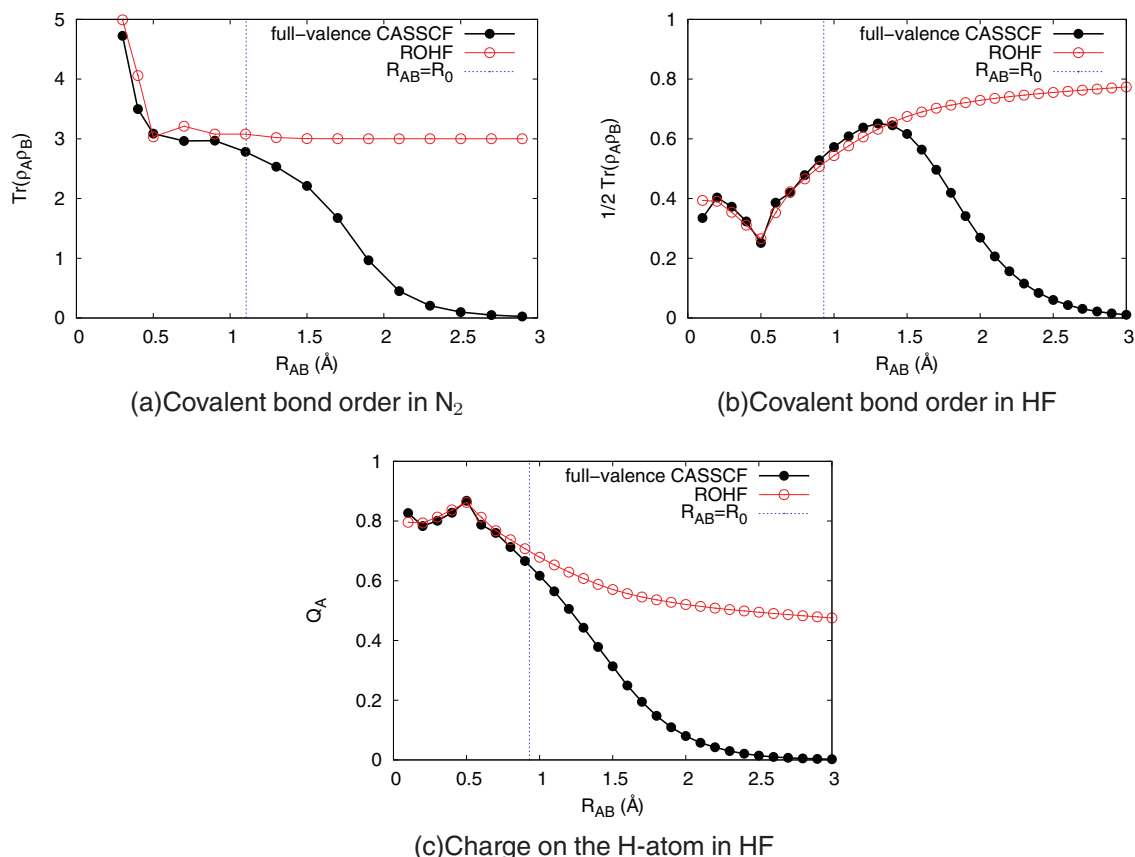 5
4
3
2
1
0
0
0.5
1
1.5
2
2.5
3
Tr(ρAρB)
RAB (Å)
full−valence CASSCF
ROHF
RAB=R0
(a)Covalent bond order in N2
1
0.8
0.6
0.4
0.2
0
0
0.5
1
1.5
2
2.5
3
1/2 Tr(ρAρB)
RAB (Å)
full−valence CASSCF
ROHF
RAB=R0
(b)Covalent bond order in HF
1
0.8
0.6
0.4
0.2
0
0
0.5
1
1.5
2
2.5
3
QA
RAB (Å)
full−valence CASSCF
ROHF
RAB=R0
(c)Charge on the H-atom in HF